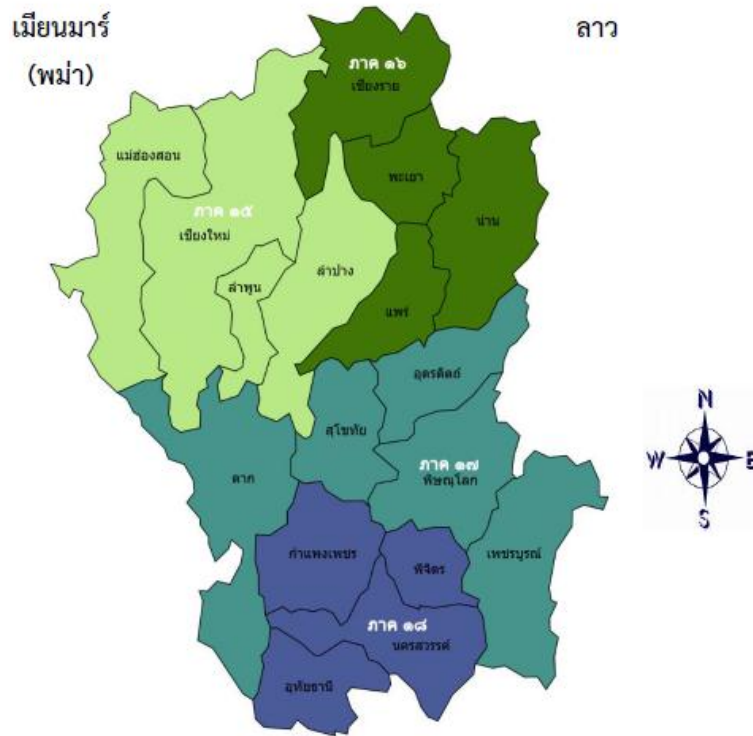 เมียนมาร์
(พม่า)
ลาว
ภาค ๑๖
เชียงราย
แม่ฮ่องสอน
พะเยา
ภาค ๑๕
เชียงใหม่
น่าน
ลำพูน
ลำปาง
แพร่
อุตรดิตถ์
สุโขทัย
ตาก
ภาค ๑๗
พิษณุโลก
N
W
E
S
กำแพงเพชร
พิจิตร
เพชรบูรณ์
ภาค ๑๘
นครสวรรค์
อุทัยธานี